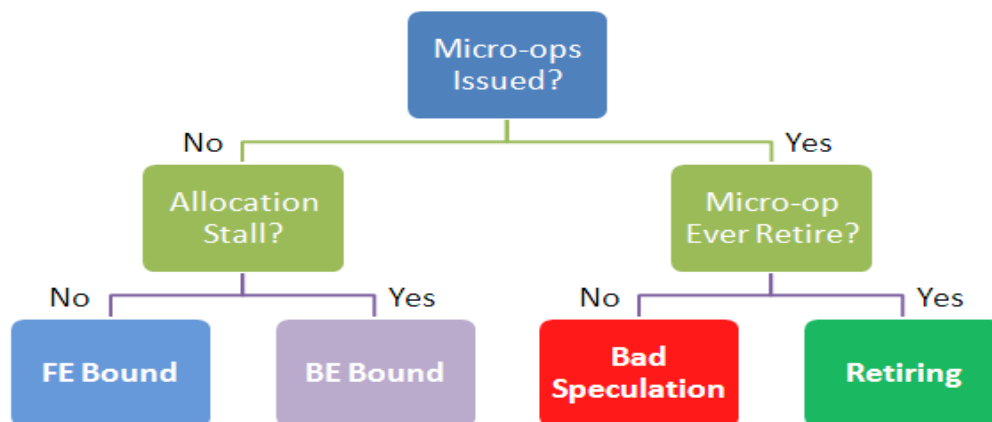 Micro-ops
Issued?
No
Yes
Allocation
Stall?
Micro-op
Ever Retire?
No
Yes
No
Yes
FE Bound
BE Bound
Bad
Speculation
Retiring